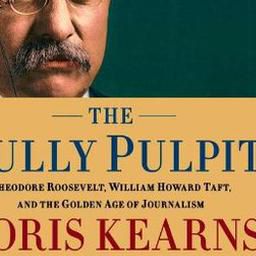 THE
ULLY PULPIT
HEODORE ROOSEVELT, WILLIAM HOWARD TAFT,
AND THE GOLDEN AGE OF JOURNALISM
ORIS KEARNS